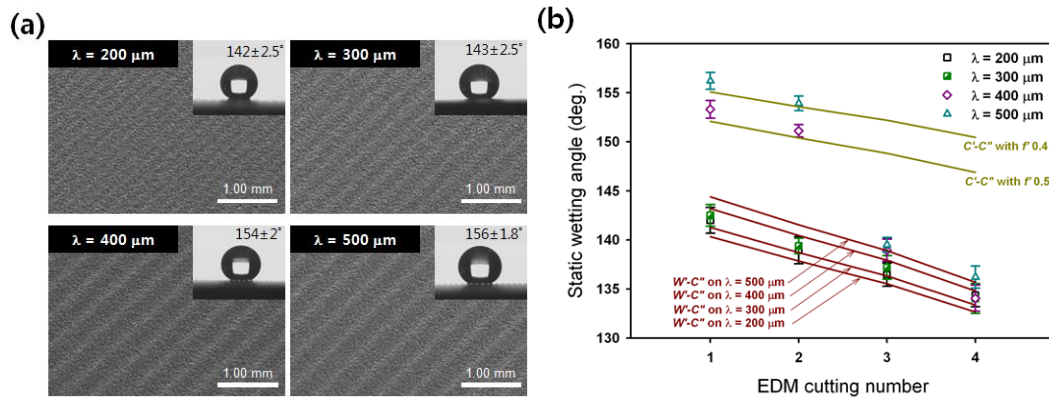 (a)
λ = 200 μm
142±2.5˚
1.00 mm
λ = 300 μm
143±2.5˚
1.00 mm
λ = 400 μm
154±2˚
1.00 mm
λ = 500 μm
156±1.8˚
1.00 mm
(b)
Static wetting angle (deg.)
160
155
150
145
140
135
130
λ = 200 μm
λ = 300 μm
λ = 400 μm
λ = 500 μm
C'-C" with f' 0.4
C'-C" with f' 0.5
W'-C" on λ = 500 μm
W'-C" on λ = 400 μm
W'-C" on λ = 300 μm
W'-C" on λ = 200 μm
1 2 3 4
EDM cutting number